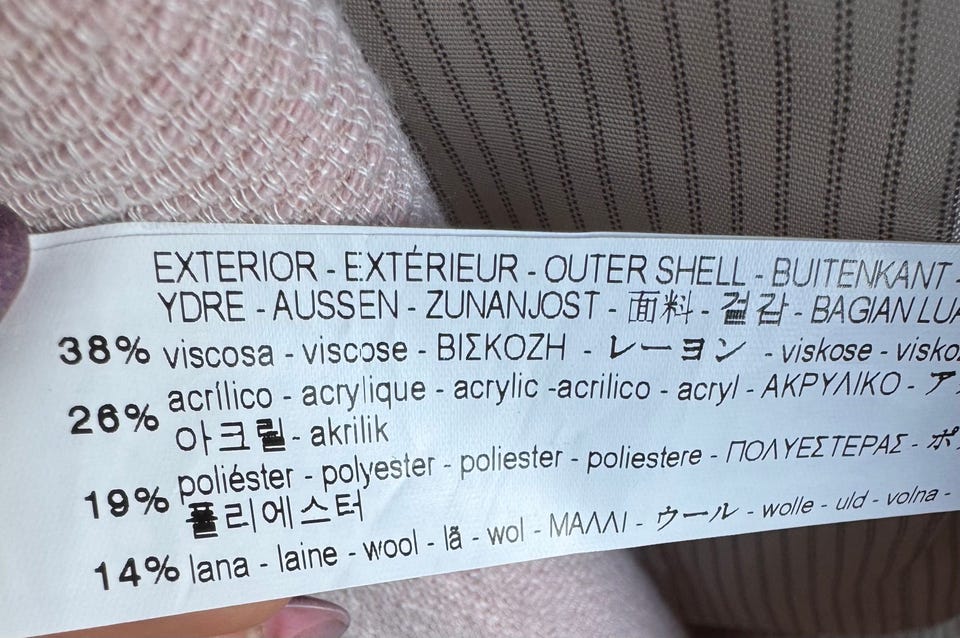 EXTERIOR - EXTÉRIEUR - OUTER SHELL - BUITENKANT -
YDRE - AUSSEN - ZUNANJOST - 面料 - 겉감 - BAGIAN
38% viscosa - viscose - ΒΙΣΚΟΖΗ - レーヨン - viskose -
26% acrílico - acrylique - acrylic -acrilico - acryl - ΑΚΡΥΛΙΚΟ -
아크릴 - akrilik
19% poliéster - polyester - poliester - poliestere - ΠΟΛΥΕΣΤΕΡΑΣ -
폴리에스터
14% lana - laine - wool - lã - wol - ΜΑΛΛΙ - ウール - wolle - uld - volna -